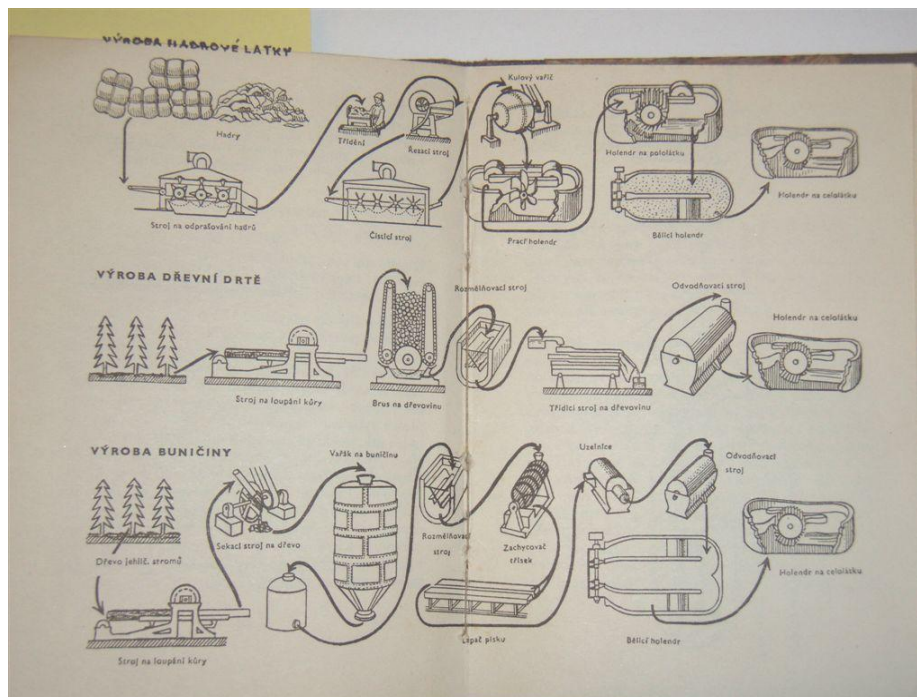 VÝROBA HADROVÉ LÁTKY
Hadry
Třídění
Řezací stroj
Kulový vařič
Holendr na pololátku
Holendr na celolátku
Stroj na odprašování hadrů
Čisticí stroj
Prací holendr
Bělicí holendr
VÝROBA DŘEVNÍ DRTĚ
Rozmělňovací stroj
Odvodňovací stroj
Holendr na celolátku
Stroj na loupání kůry
Brus na dřevovinu
Třídicí stroj na dřevovinu
VÝROBA BUNIČINY
Vařák na buničinu
Uzelnice
Odvodňovací
stroj
Dřevo jehlič. stromů
Sekací stroj na dřevo
Rozmělňovací
stroj
Zachycovač
třísek
Holendr na celolátku
Stroj na loupání kůry
Lapač písku
Bělicí holendr